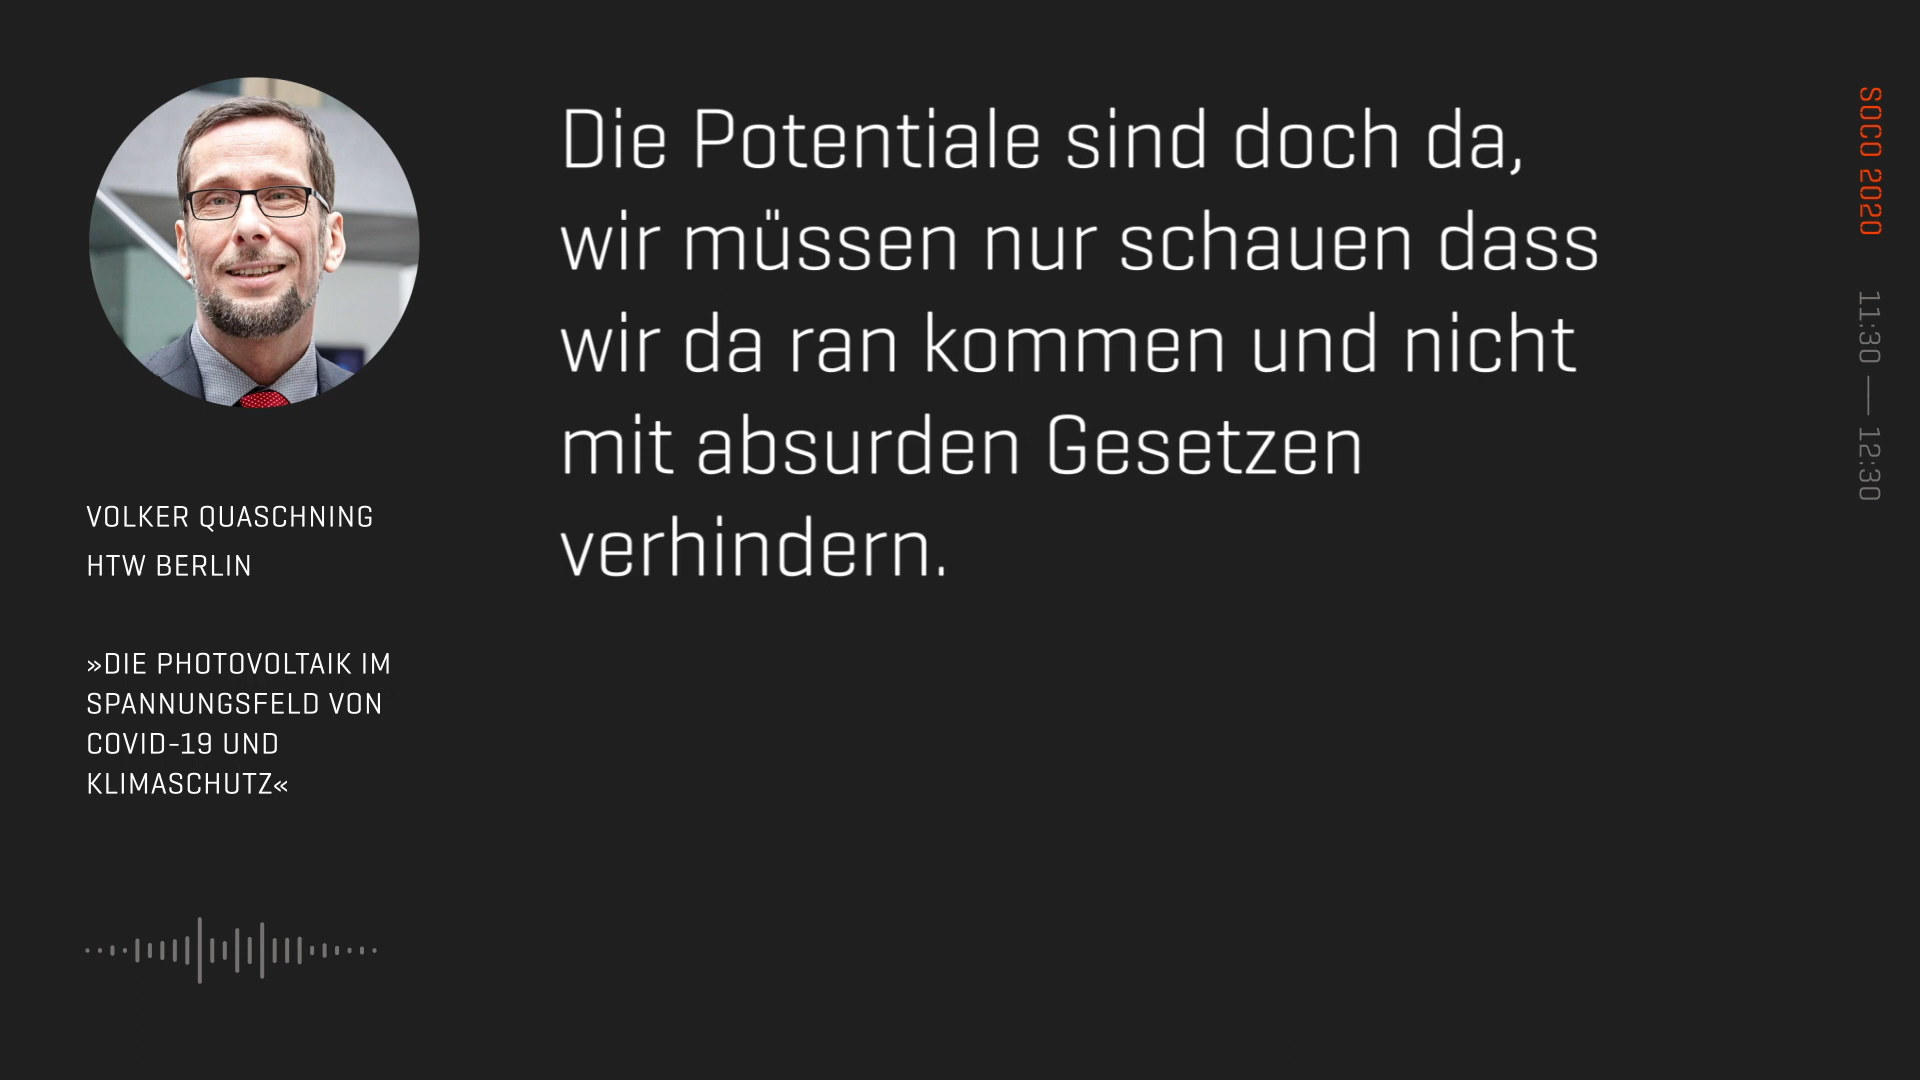 Die Potentiale sind doch da,
wir müssen nur schauen dass
wir da ran kommen und nicht
mit absurden Gesetzen
verhindern.
VOLKER QUASCHNING
HTW BERLIN
»DIE PHOTOVOLTAIK IM
SPANNUNGSFELD VON
COVID-19 UND
KLIMASCHUTZ«
SOCO 2020
11:30 — 12:30